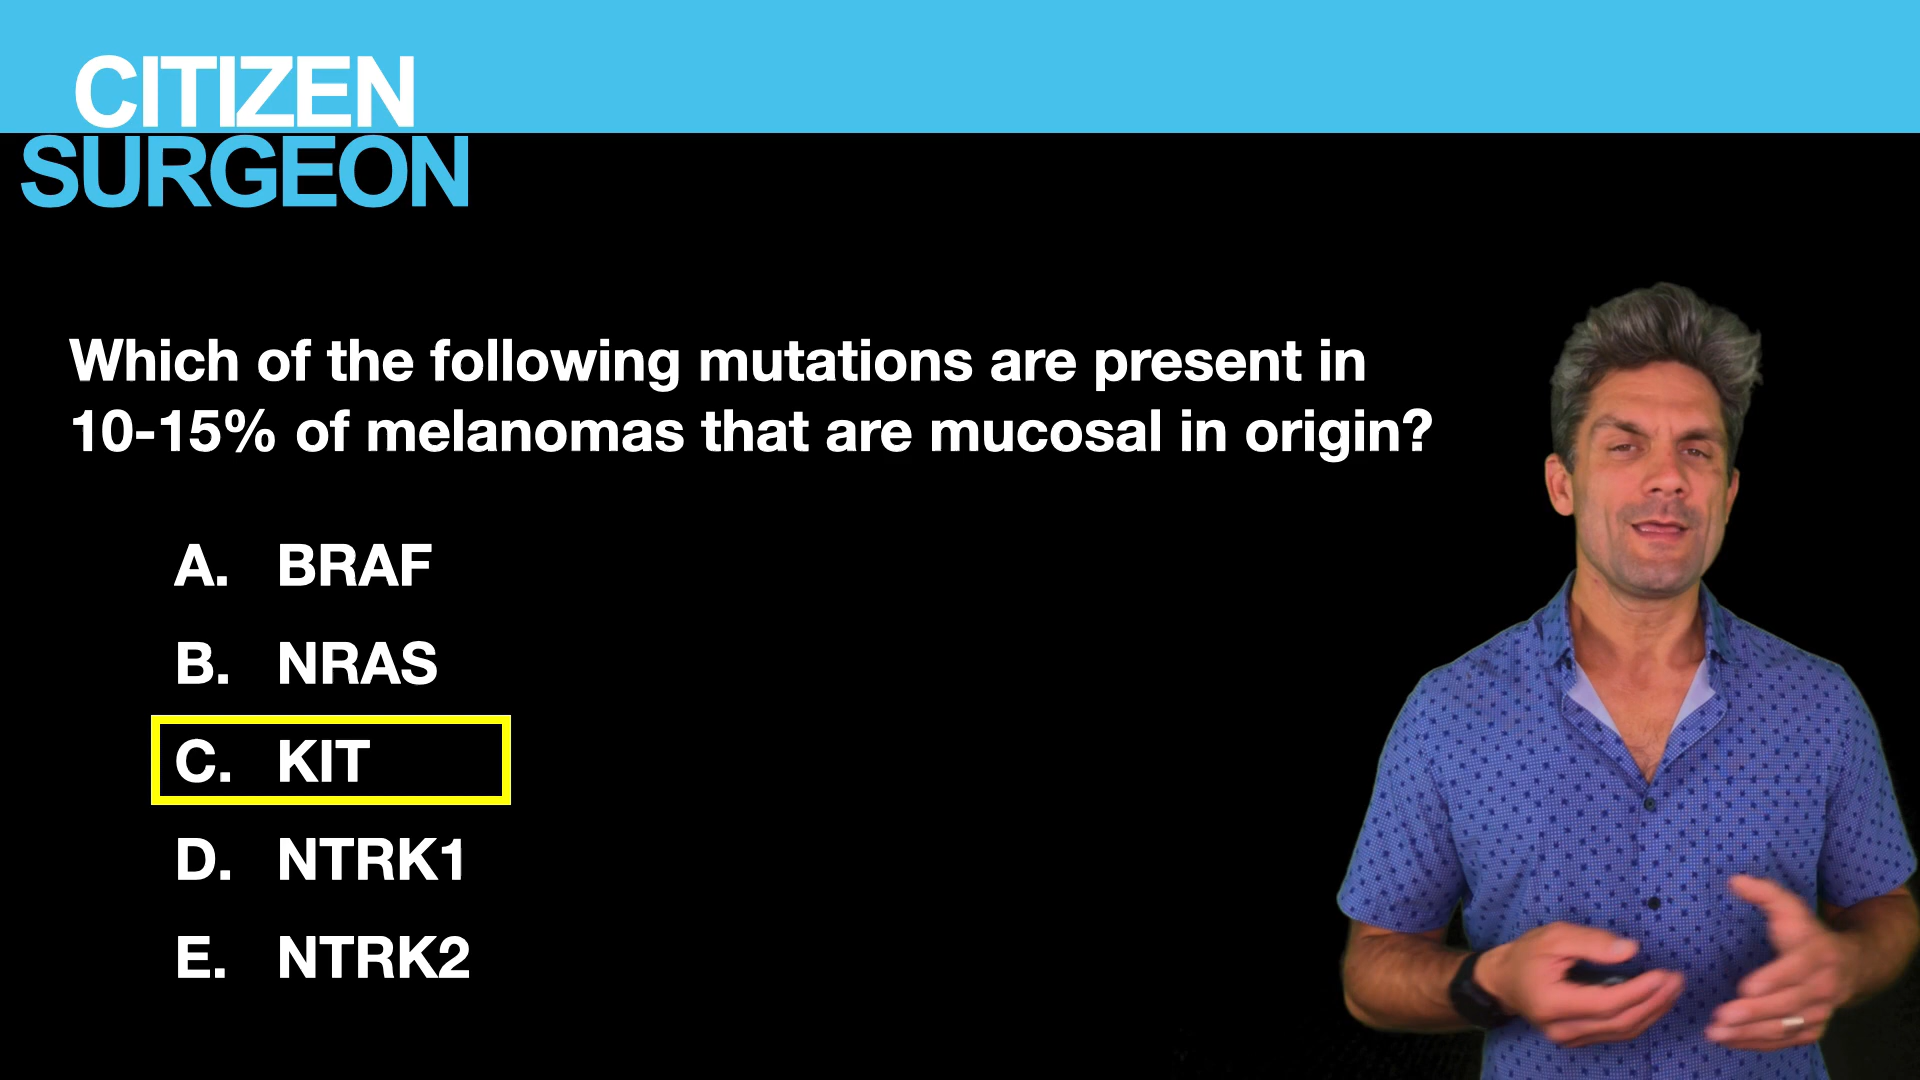 CITIZEN
SURGEON
Which of the following mutations are present in
10-15% of melanomas that are mucosal in origin?
A. BRAF
B. NRAS
C. KIT
D. NTRK1
E. NTRK2